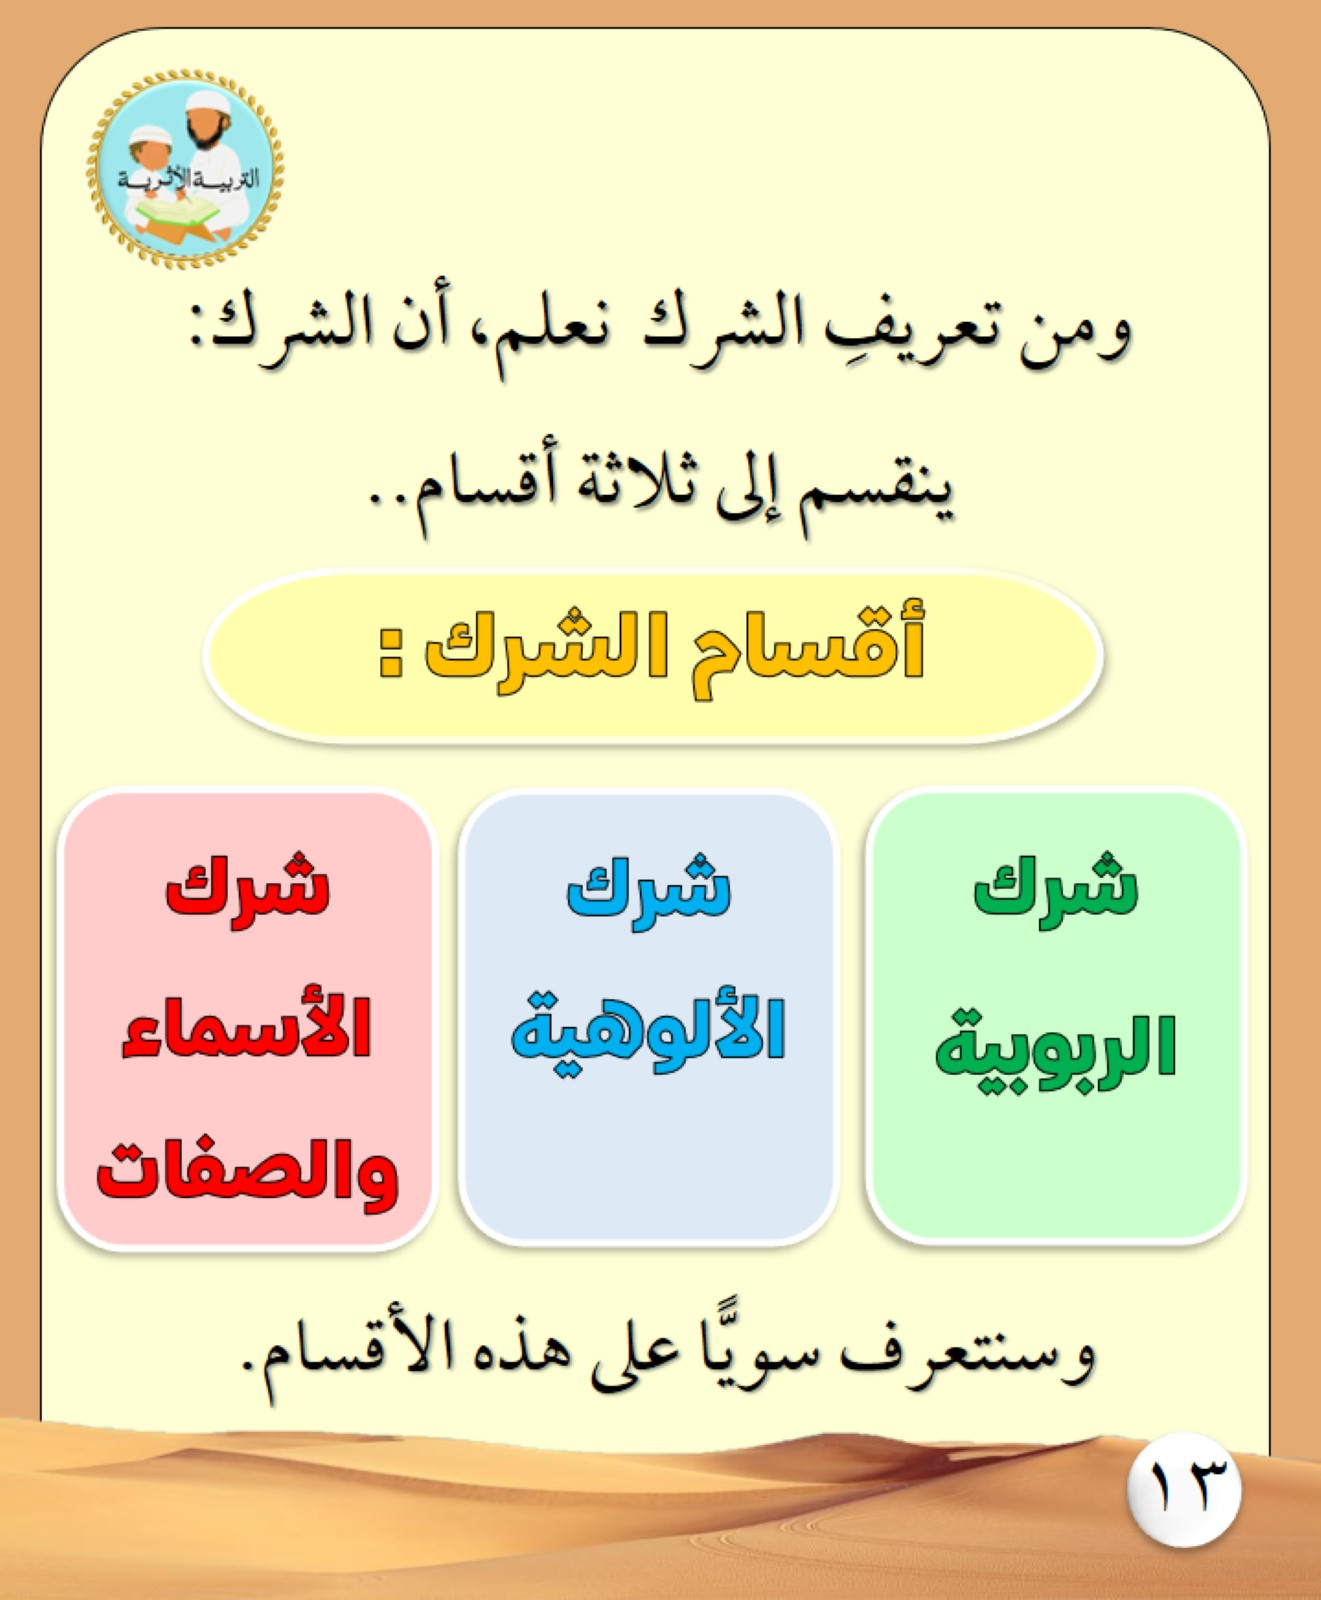 التربية الأثرية
ومن تعريفِ الشرك نعلم، أن الشرك:
ينقسم إلى ثلاثة أقسام..
أقسام الشرك :
شرك
الربوبية
شرك
الألوهية
شرك
الأسماء
والصفات
وسنتعرف سويًّا على هذه الأقسام.
١٣